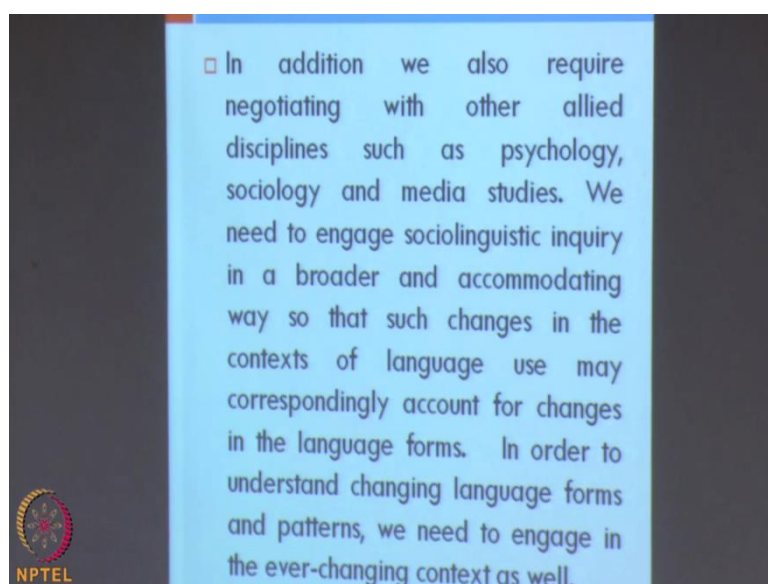 In addition we also require
negotiating with other allied
disciplines such as psychology,
sociology and media studies. We
need to engage sociolinguistic inquiry
in a broader and accommodating
way so that such changes in the
contexts of language use may
correspondingly account for changes
in the language forms. In order to
understand changing language forms
and patterns, we need to engage in
the ever-changing context as well.
NPTEL